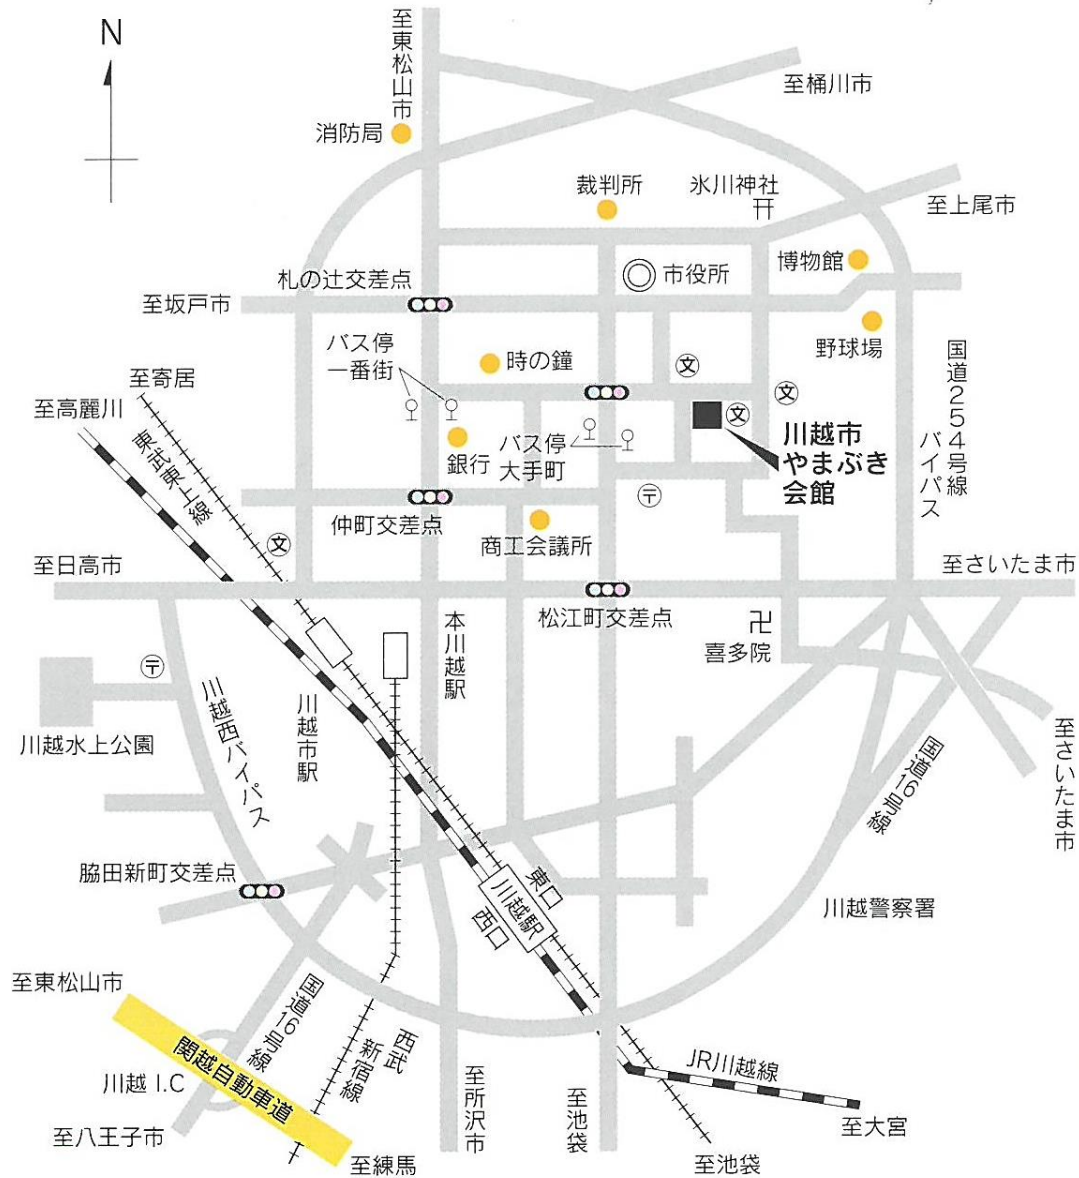 N
至東松山市
至桶川市
消防局
裁判所
氷川神社
至上尾市
博物館
市役所
札の辻交差点
至坂戸市
バス停
一番街
時の鐘
野球場
国道254号線
バイパス
至寄居
至高麗川
東武東上線
文
文
文
川越市
やまぶき
会館
銀行
バス停
大手町
〒
仲町交差点
商工会議所
文
至日高市
至さいたま市
松江町交差点
本川越駅
卍
喜多院
〒
川越市駅
川越西バイパス
川越水上公園
至さいたま市
国道16号線
脇田新町交差点
東口
川越駅
西口
川越警察署
至東松山市
国道16号線
関越自動車道
川越 I.C
西武
新宿線
至所沢市
至池袋
JR川越線
至大宮
至八王子市
至練馬
至池袋